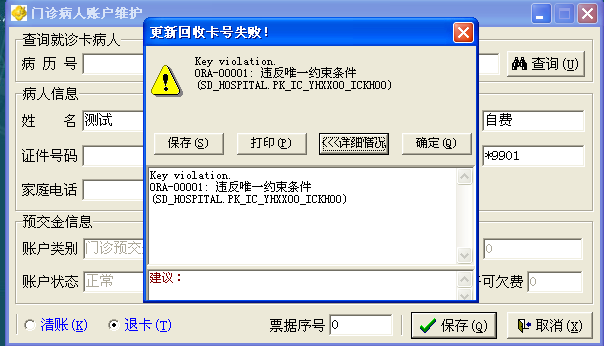 门诊病人账户维护
更新回收卡号失败!
Key violation.
ORA-00001: 违反唯一约束条件
(SD_HOSPITAL.PK_IC_YHXX00_ICKH00)
保存(S) 打印(P) <<<详细情况 确定(Q)
Key violation.
ORA-00001: 违反唯一约束条件
(SD_HOSPITAL.PK_IC_YHXX00_ICKH00)
建议:
查询就诊卡病人
病 历 号 查询(U)
病人信息
姓 名 测试 自费
证件号码 *9901
家庭电话
预交金信息
账户类别 门诊预交 0
账户状态 正常 可欠费 0
清账(K) 退卡(T) 票据序号 0 保存(Q) 取消(X)